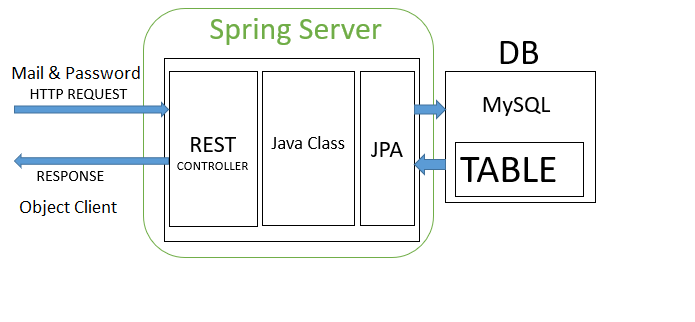 Spring Server
DB
Mail & Password
HTTP REQUEST
MySQL
REST
CONTROLLER
Java Class
JPA
TABLE
RESPONSE
Object Client